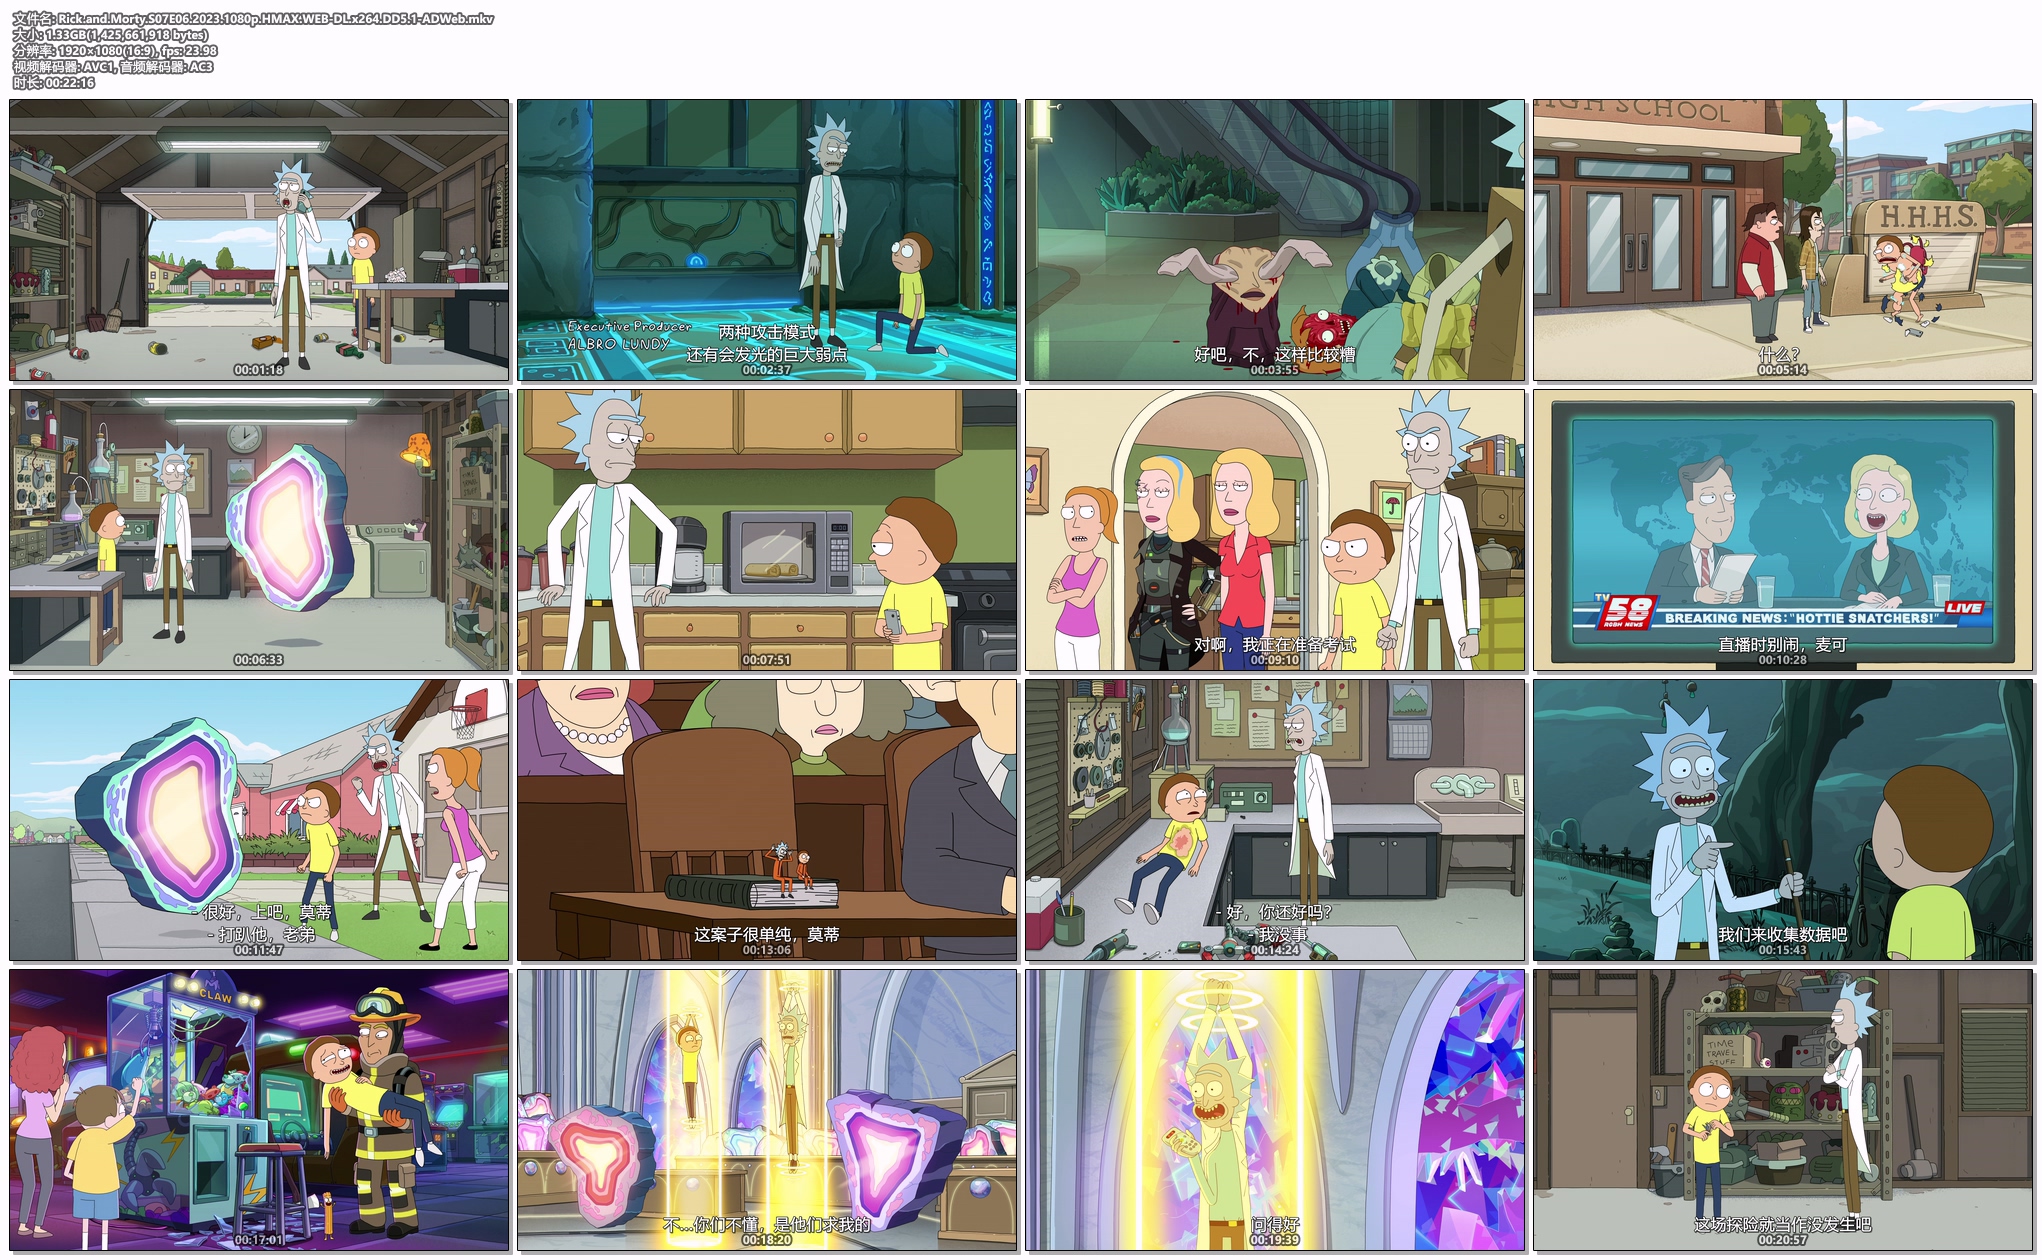 文件名: Rick.and.Morty.S07E06.2023.1080p.HMAX.WEB-DL.x264.DD5.1-ADWeb.mkv
大小: 1.33GB(1,425,661,918 bytes)
分辨率: 1920×1080(16:9), fps: 23.98
视频解码器: AVC1, 音频解码器: AC3
时长: 00:22:16
00:01:18
Executive Producer
ALBRO LUNDY
两种攻击模式
还有会发光的巨大弱点
00:02:37
好吧，不，这样比较糟
00:03:55
HIGH SCHOOL
H.H.H.S.
什么?
00:05:14
TIME TRAVEL STUFF
00:06:33
00:07:51
对啊，我正在准备考试
00:09:10
TV 58
RGBH NEWS
BREAKING NEWS: "HOTTIE SNATCHERS!"
LIVE
直播时别闹，麦可
00:10:28
- 很好，上吧，莫蒂
- 打趴他，老弟
00:11:47
这案子很单纯，莫蒂
00:13:06
- 好，你还好吗?
- 我没事
00:14:24
我们来收集数据吧
00:15:43
CLAW
00:17:01
不...你们不懂，是他们求我的
00:18:20
问得好
00:19:39
TIME
TRAVEL
STUFF
这场探险就当作没发生吧
00:20:57